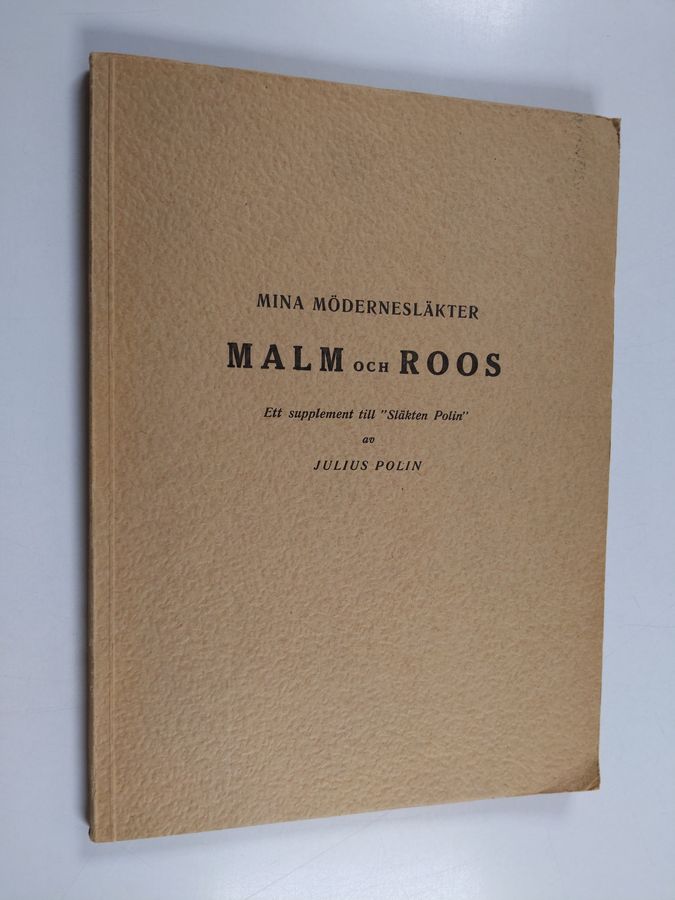 MINA MÖDERNESLÄKTER
MALM OCH ROOS
Ett supplement till "Släkten Polin"
av
JULIUS POLIN